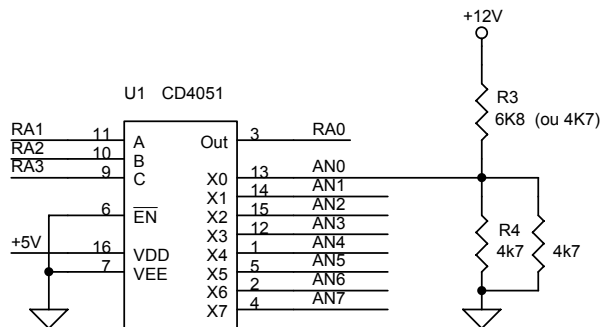 +12V
U1 CD4051
R3
6K8 (ou 4K7)
RA1 11 A Out 3 RA0
RA2 10 B
RA3 9 C X0 13 AN0
X1 14 AN1
6 EN X2 15 AN2
X3 12 AN3
+5V 16 VDD X4 1 AN4
7 VEE X5 5 AN5
X6 2 AN6
X7 4 AN7
R4
4k7 4k7